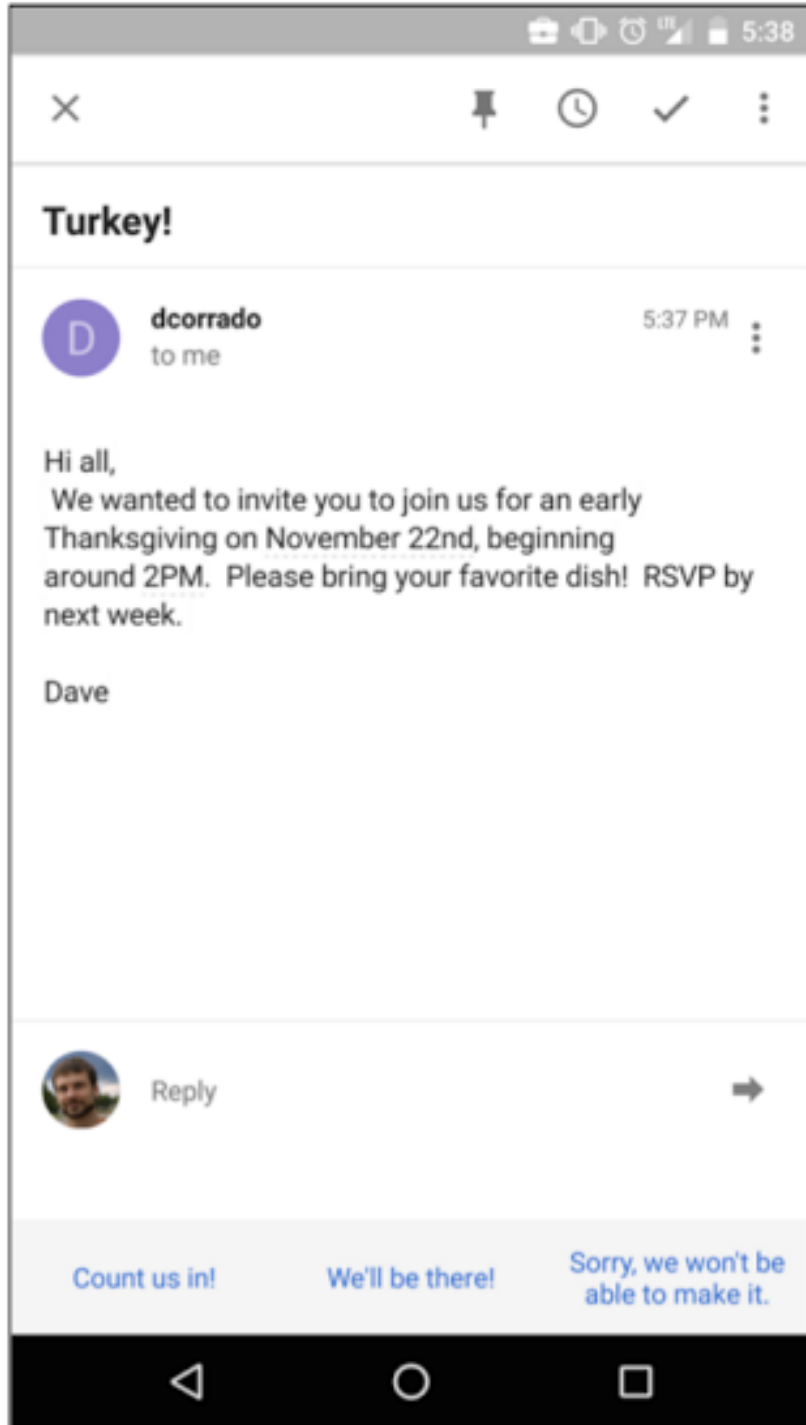 LTE 5:38
Turkey!
D
dcorrado
5:37 PM
to me
Hi all,
We wanted to invite you to join us for an early
Thanksgiving on November 22nd, beginning
around 2PM.  Please bring your favorite dish!  RSVP by
next week.
Dave
Reply
Count us in!
We'll be there!
Sorry, we won't be
able to make it.